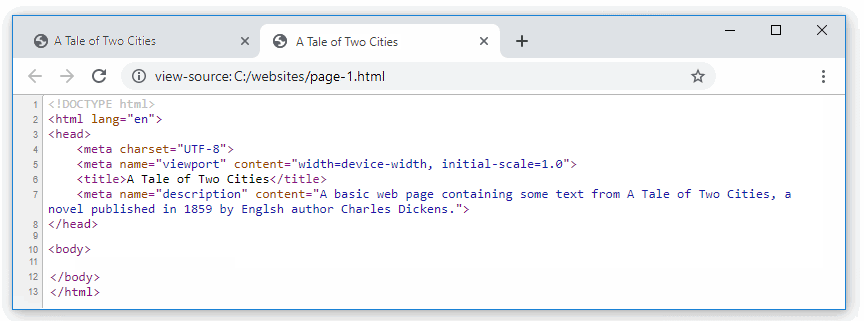 A Tale of Two Cities
A Tale of Two Cities
view-source:C:/websites/page-1.html
1 <!DOCTYPE html>
2 <html lang="en">
3 <head>
4     <meta charset="UTF-8">
5     <meta name="viewport" content="width=device-width, initial-scale=1.0">
6     <title>A Tale of Two Cities</title>
7     <meta name="description" content="A basic web page containing some text from A Tale of Two Cities, a
novel published in 1859 by Englsh author Charles Dickens.">
8 </head>
9
10 <body>
11
12 </body>
13 </html>